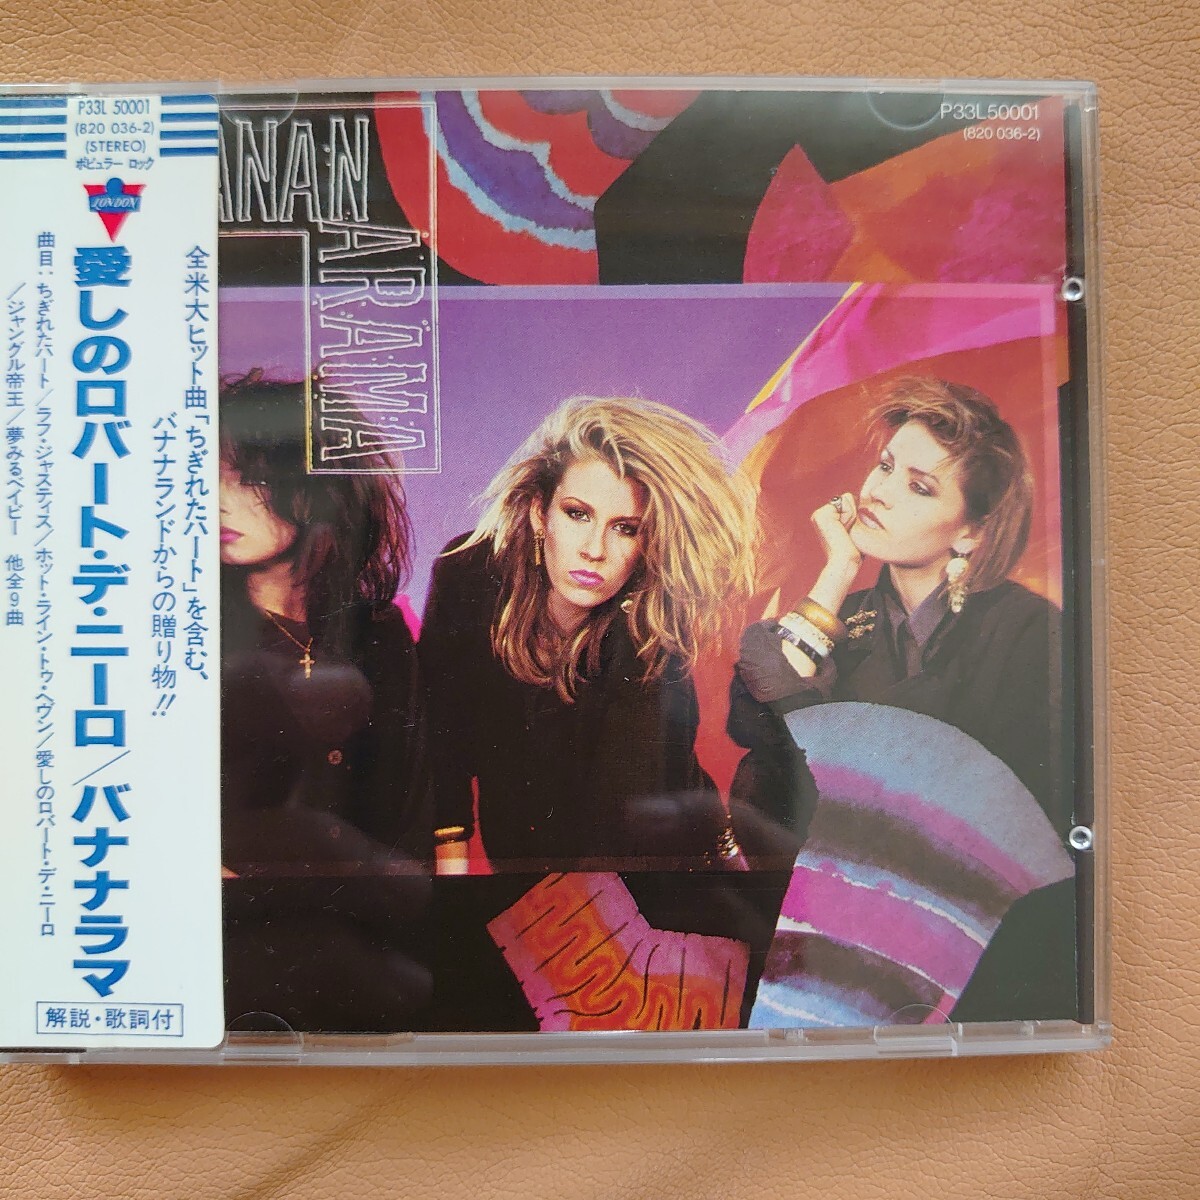 P33L 50001
(820 036-2)
(STEREO)
ポピュラー ロック
LONDON
全米大ヒット曲「ちぎれたハート」を含む、
バナナランドからの贈り物!!
愛しのロバート・デ・ニーロ/バナナラマ
曲目:ちぎれたハート/ラフ・ジャスティス/ホット・ライン・トゥ・ヘヴン/愛しのロバート・デ・ニーロ
/ジャングル帝王/夢みるベイビー 他全9曲
解説・歌詞付
ANANARAMA
P33L50001
(820 036-2)